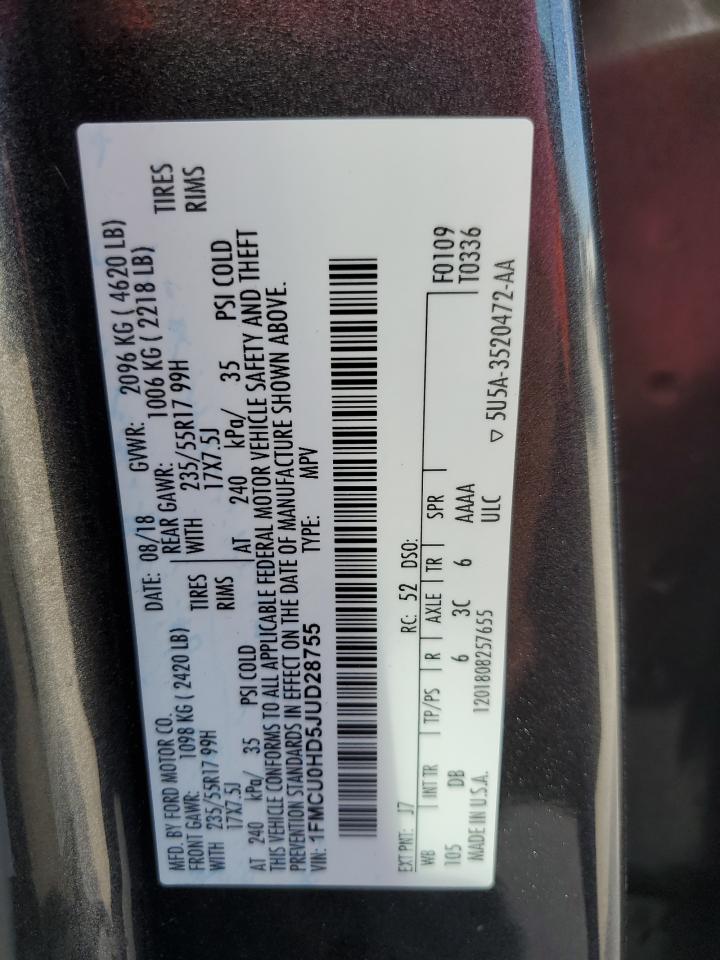 MFD. BY FORD MOTOR CO.
DATE: 08/18 GVWR: 2096 KG ( 4620 LB)
FRONT GAWR: 1098 KG ( 2420 LB) REAR GAWR: 1006 KG ( 2218 LB)
WITH 235/55R17 99H TIRES WITH 235/55R17 99H TIRES
17X7.5J RIMS 17X7.5J RIMS
AT 240 kPa/ 35 PSI COLD AT 240 kPa/ 35 PSI COLD
THIS VEHICLE CONFORMS TO ALL APPLICABLE FEDERAL MOTOR VEHICLE SAFETY AND THEFT
PREVENTION STANDARDS IN EFFECT ON THE DATE OF MANUFACTURE SHOWN ABOVE.
VIN: 1FMCU0HD5JUD28755 TYPE: MPV
EXT PNT: J7 RC: 52 DSO: F0109
WB INT TR TP/PS R AXLE TR SPR T0336
105 DB 6 3C 6 AAAA
MADE IN U.S.A. 1201808257655 ULC ▽ 5U5A-3520472-AA